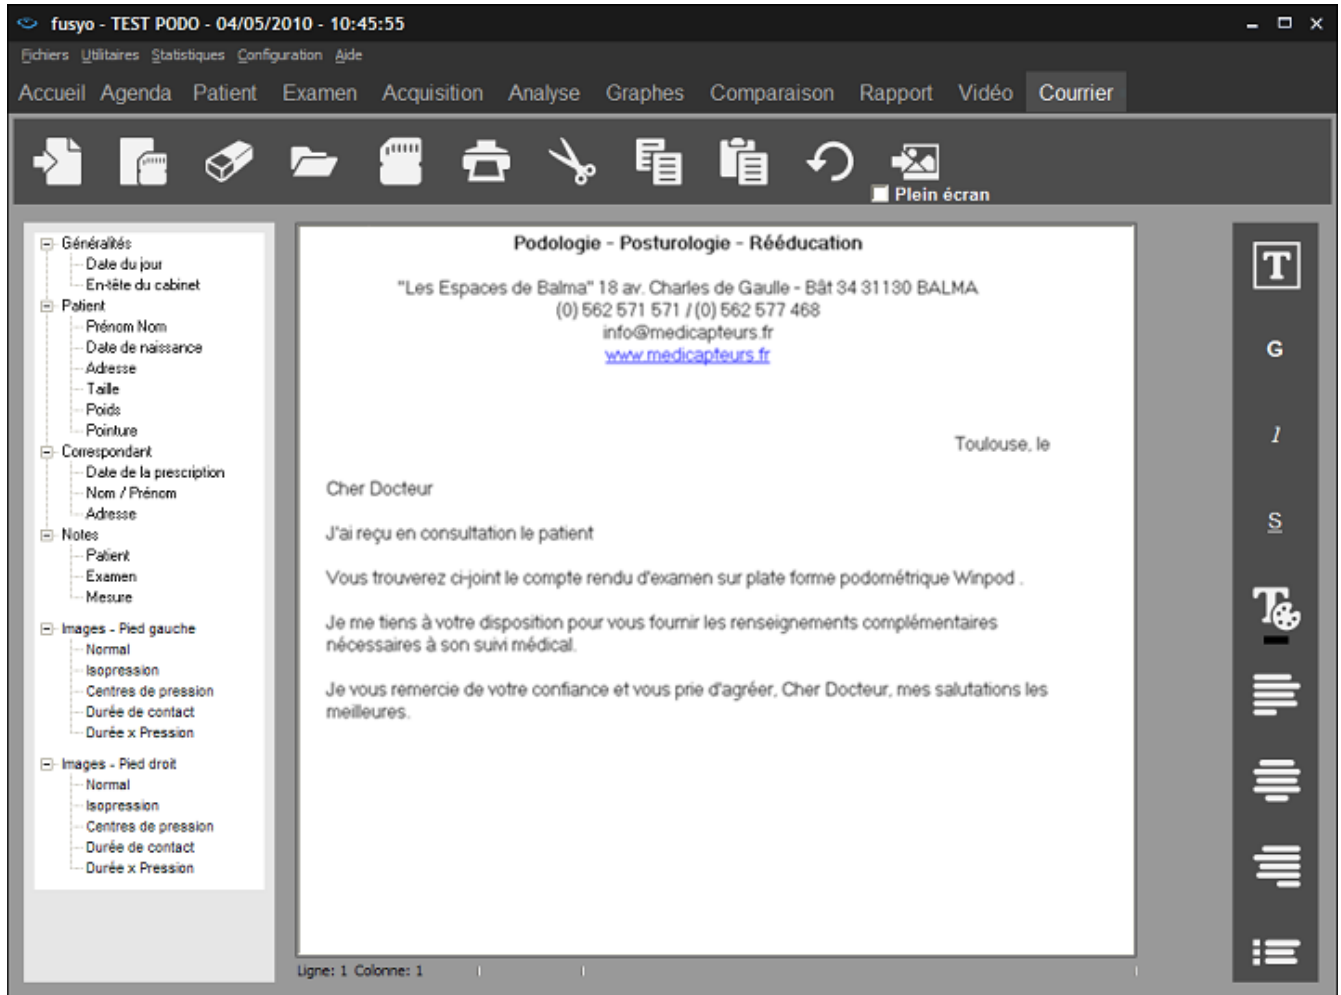 fusyo - TEST PODO - 04/05/2010 - 10:45:55
Fichiers Utilitaires Statistiques Configuration Aide
Accueil Agenda Patient Examen Acquisition Analyse Graphes Comparaison Rapport Vidéo Courrier
Plein écran
Généralités
Date du jour
En-tête du cabinet
Patient
Prénom Nom
Date de naissance
Adresse
Taille
Poids
Pointure
Correspondant
Date de la prescription
Nom / Prénom
Adresse
Notes
Patient
Examen
Mesure
Images - Pied gauche
Normal
Isopression
Centres de pression
Durée de contact
Durée x Pression
Images - Pied droit
Normal
Isopression
Centres de pression
Durée de contact
Durée x Pression
Podologie - Posturologie - Rééducation
"Les Espaces de Balma" 18 av. Charles de Gaulle - Bât 34 31130 BALMA
(0) 562 571 571 / (0) 562 577 468
info@medicapteurs.fr
www.medicapteurs.fr
Toulouse, le
Cher Docteur
J'ai reçu en consultation le patient
Vous trouverez ci-joint le compte rendu d'examen sur plate forme podométrique Winpod .
Je me tiens à votre disposition pour vous fournir les renseignements complémentaires
nécessaires à son suivi médical.
Je vous remercie de votre confiance et vous prie d'agréer, Cher Docteur, mes salutations les
meilleures.
Ligne: 1 Colonne: 1
T
G
I
S
T